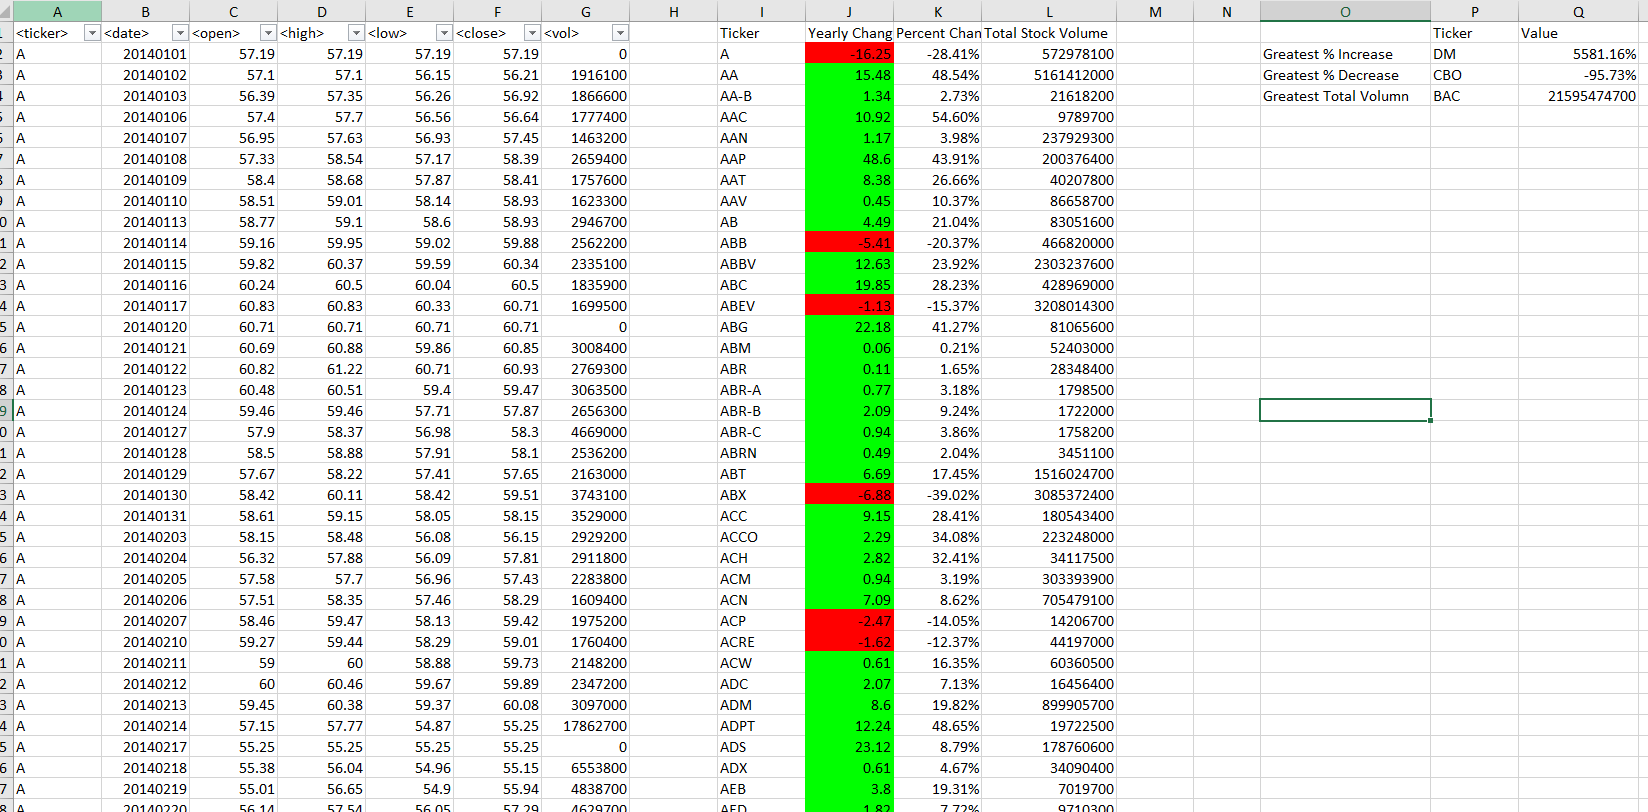 A B C D E F G H I J K L M N O P Q
<ticker> <date> <open> <high> <low> <close> <vol> Ticker Yearly Chang Percent Chan Total Stock Volume Ticker Value
2 A 20140101 57.19 57.19 57.19 57.19 0 A -16.25 -28.41% 572978100 Greatest % Increase DM 5581.16%
3 A 20140102 57.1 57.1 56.15 56.21 1916100 AA 15.48 48.54% 5161412000 Greatest % Decrease CBO -95.73%
4 A 20140103 56.39 57.35 56.26 56.92 1866600 AA-B 1.34 2.73% 21618200 Greatest Total Volumn BAC 21595474700
5 A 20140106 57.4 57.7 56.56 56.64 1777400 AAC 10.92 54.60% 9789700
6 A 20140107 56.95 57.63 56.93 57.45 1463200 AAN 1.17 3.98% 237929300
7 A 20140108 57.33 58.54 57.17 58.39 2659400 AAP 48.6 43.91% 200376400
8 A 20140109 58.4 58.68 57.87 58.41 1757600 AAT 8.38 26.66% 40207800
9 A 20140110 58.51 59.01 58.14 58.93 1623300 AAV 0.45 10.37% 86658700
0 A 20140113 58.77 59.1 58.6 58.93 2946700 AB 4.49 21.04% 83051600
1 A 20140114 59.16 59.95 59.02 59.88 2562200 ABB -5.41 -20.37% 466820000
2 A 20140115 59.82 60.37 59.59 60.34 2335100 ABBV 12.63 23.92% 2303237600
3 A 20140116 60.24 60.5 60.04 60.5 1835900 ABC 19.85 28.23% 428969000
4 A 20140117 60.83 60.83 60.33 60.71 1699500 ABEV -1.13 -15.37% 3208014300
5 A 20140120 60.71 60.71 60.71 60.71 0 ABG 22.18 41.27% 81065600
6 A 20140121 60.69 60.88 59.86 60.85 3008400 ABM 0.06 0.21% 52403000
7 A 20140122 60.82 61.22 60.71 60.93 2769300 ABR 0.11 1.65% 28348400
8 A 20140123 60.48 60.51 59.4 59.47 3063500 ABR-A 0.77 3.18% 1798500
9 A 20140124 59.46 59.46 57.71 57.87 2656300 ABR-B 2.09 9.24% 1722000
0 A 20140127 57.9 58.37 56.98 58.3 4669000 ABR-C 0.94 3.86% 1758200
1 A 20140128 58.5 58.88 57.91 58.1 2536200 ABRN 0.49 2.04% 3451100
2 A 20140129 57.67 58.22 57.41 57.65 2163000 ABT 6.69 17.45% 1516024700
3 A 20140130 58.42 60.11 58.42 59.51 3743100 ABX -6.88 -39.02% 3085372400
4 A 20140131 58.61 59.15 58.05 58.15 3529000 ACC 9.15 28.41% 180543400
5 A 20140203 58.15 58.48 56.08 56.15 2929200 ACCO 2.29 34.08% 223248000
6 A 20140204 56.32 57.88 56.09 57.81 2911800 ACH 2.82 32.41% 34117500
7 A 20140205 57.58 57.7 56.96 57.43 2283800 ACM 0.94 3.19% 303393900
8 A 20140206 57.51 58.35 57.46 58.29 1609400 ACN 7.09 8.62% 705479100
9 A 20140207 58.46 59.47 58.13 59.42 1975200 ACP -2.47 -14.05% 14206700
0 A 20140210 59.27 59.44 58.29 59.01 1760400 ACRE -1.62 -12.37% 44197000
1 A 20140211 59 60 58.88 59.73 2148200 ACW 0.61 16.35% 60360500
2 A 20140212 60 60.46 59.67 59.89 2347200 ADC 2.07 7.13% 16456400
3 A 20140213 59.45 60.38 59.37 60.08 3097000 ADM 8.6 19.82% 899905700
4 A 20140214 57.15 57.77 54.87 55.25 17862700 ADPT 12.24 48.65% 19722500
5 A 20140217 55.25 55.25 55.25 55.25 0 ADS 23.12 8.79% 178760600
6 A 20140218 55.38 56.04 54.96 55.15 6553800 ADX 0.61 4.67% 34090400
7 A 20140219 55.01 56.65 54.9 55.94 4838700 AEB 3.8 19.31% 7019700
8 A 20140220 56.14 57.54 56.05 57.29 4629700 AED 1.82 7.72% 9710300